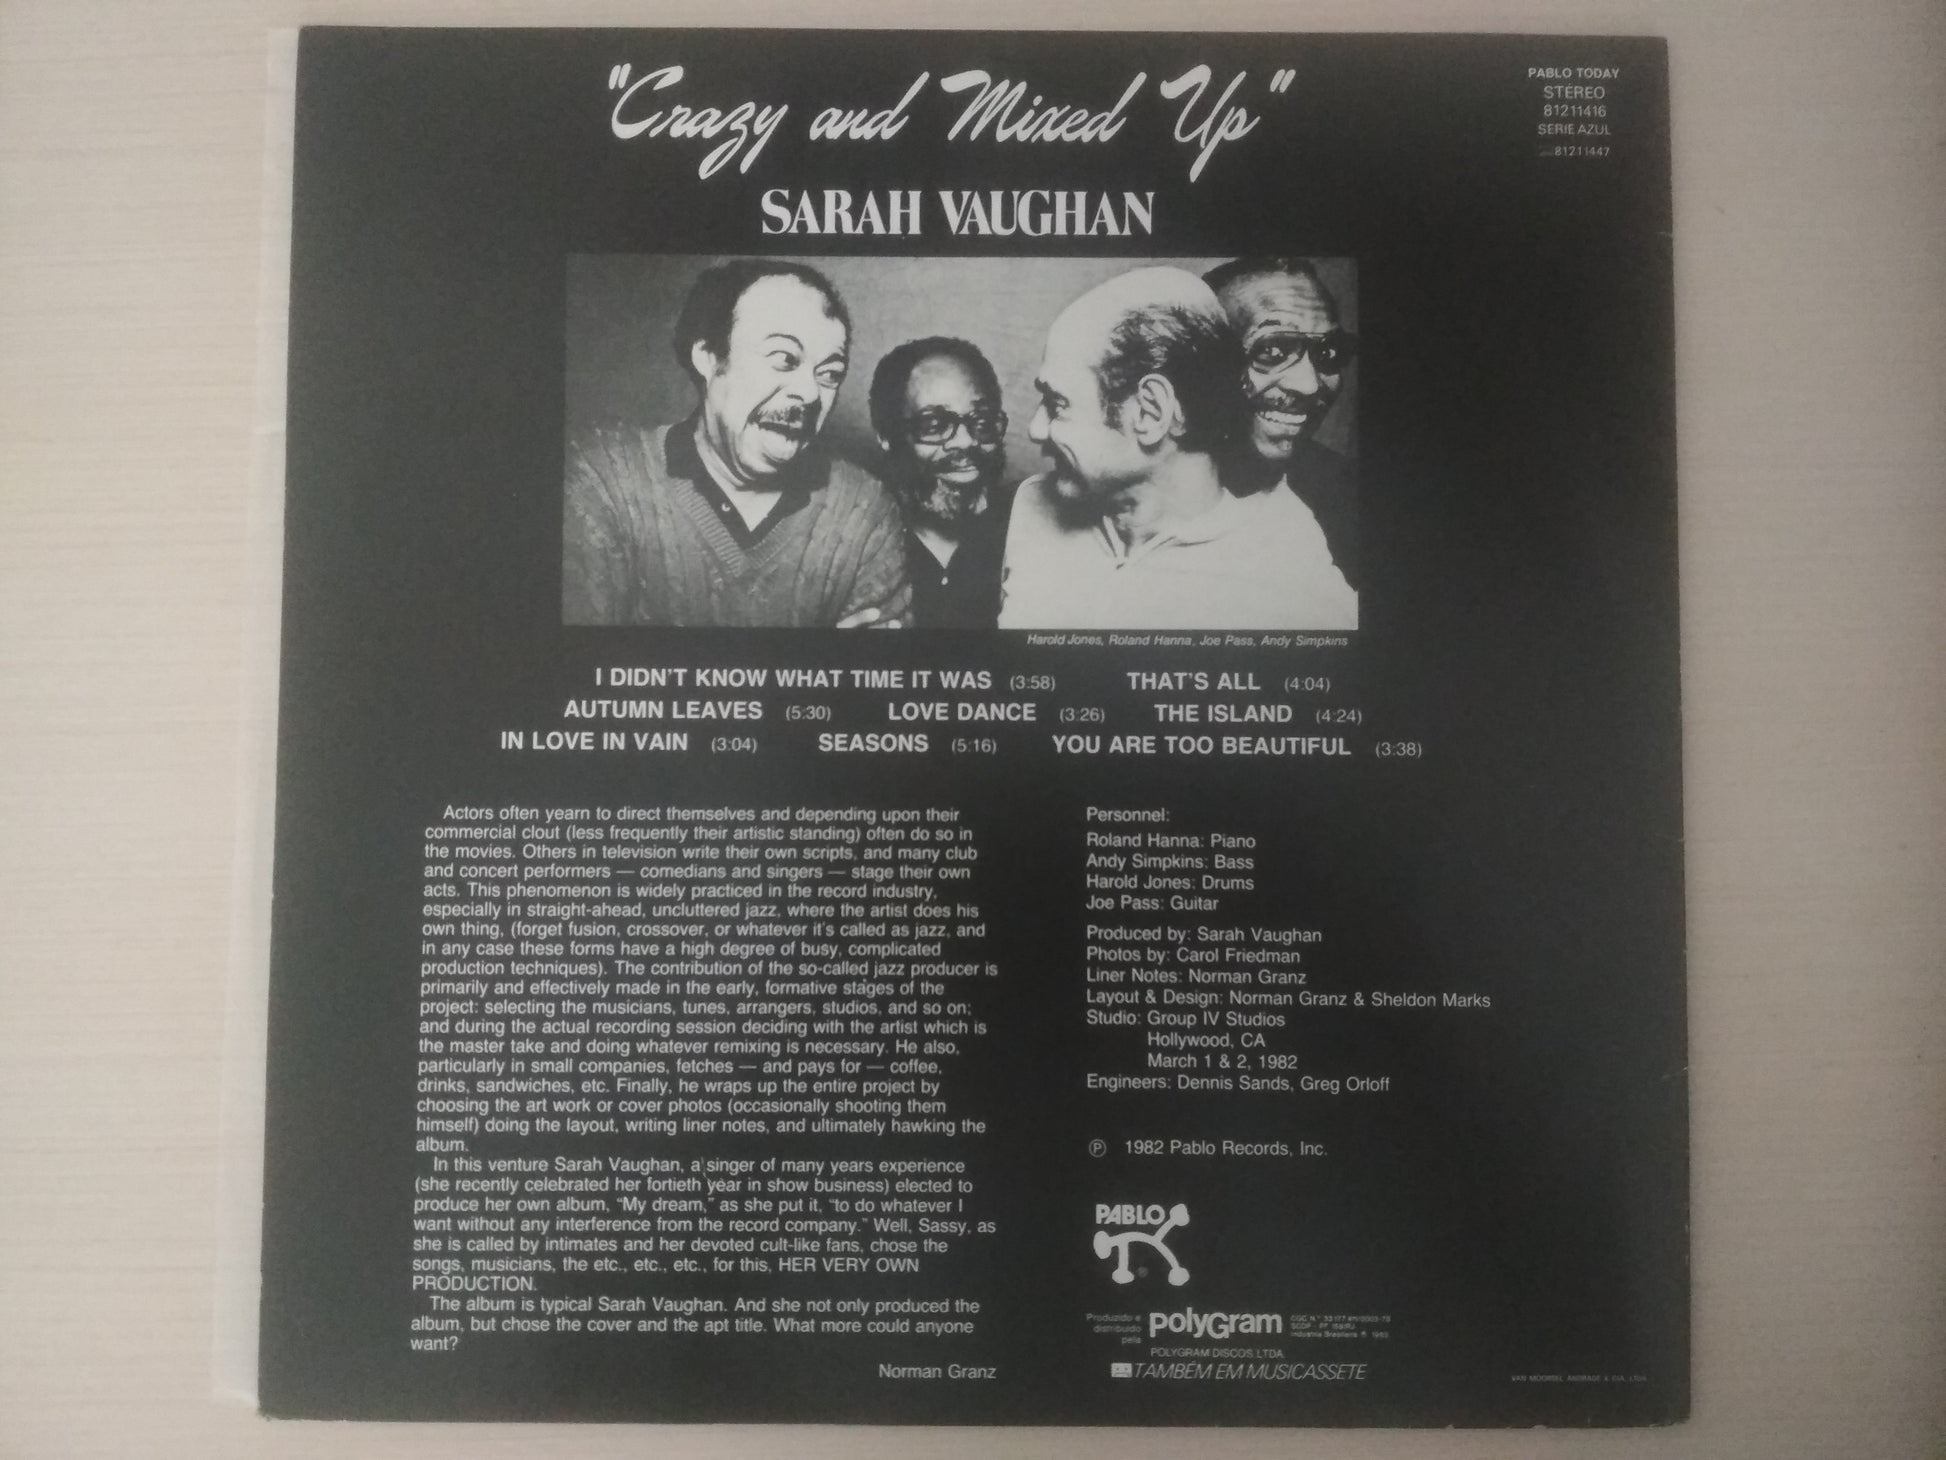 "Crazy and Mixed Up"
SARAH VAUGHAN
PABLO TODAY
STÉREO
81211416
SERIE AZUL
81211447
Harold Jones, Roland Hanna, Joe Pass, Andy Simpkins
I DIDN'T KNOW WHAT TIME IT WAS (3:58) THAT'S ALL (4:04)
AUTUMN LEAVES (5:30) LOVE DANCE (3:26) THE ISLAND (4:24)
IN LOVE IN VAIN (3:04) SEASONS (5:16) YOU ARE TOO BEAUTIFUL (3:38)
Actors often yearn to direct themselves and depending upon their
commercial clout (less frequently their artistic standing) often do so in
the movies. Others in television write their own scripts, and many club
and concert performers — comedians and singers — stage their own
acts. This phenomenon is widely practiced in the record industry,
especially in straight-ahead, uncluttered jazz, where the artist does his
own thing, (forget fusion, crossover, or whatever it's called as jazz, and
in any case these forms have a high degree of busy, complicated
production techniques). The contribution of the so-called jazz producer is
primarily and effectively made in the early, formative stages of the
project: selecting the musicians, tunes, arrangers, studios, and so on;
and during the actual recording session deciding with the artist which is
the master take and doing whatever remixing is necessary. He also,
particularly in small companies, fetches — and pays for — coffee,
drinks, sandwiches, etc. Finally, he wraps up the entire project by
choosing the art work or cover photos (occasionally shooting them
himself) doing the layout, writing liner notes, and ultimately hawking the
album.
In this venture Sarah Vaughan, a singer of many years experience
(she recently celebrated her fortieth year in show business) elected to
produce her own album, "My dream," as she put it, "to do whatever I
want without any interference from the record company." Well, Sassy, as
she is called by intimates and her devoted cult-like fans, chose the
songs, musicians, the etc., etc., etc., for this, HER VERY OWN
PRODUCTION.
The album is typical Sarah Vaughan. And she not only produced the
album, but chose the cover and the apt title. What more could anyone
want?
Norman Granz
Personnel:
Roland Hanna: Piano
Andy Simpkins: Bass
Harold Jones: Drums
Joe Pass: Guitar
Produced by: Sarah Vaughan
Photos by: Carol Friedman
Liner Notes: Norman Granz
Layout & Design: Norman Granz & Sheldon Marks
Studio: Group IV Studios
Hollywood, CA
March 1 & 2, 1982
Engineers: Dennis Sands, Greg Orloff
℗ 1982 Pablo Records, Inc.
PABLO
®
Produzido e
distribuído
pela
PolyGram
Indústria Brasileira
POLYGRAM DISCOS LTDA.
TAMBÉM EM MUSICASSETE
VAN MOORSEL ANDRADE & CIA. LTDA